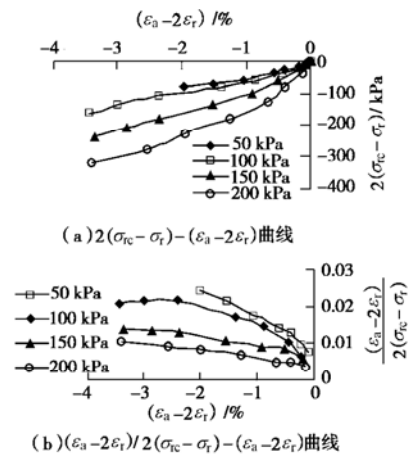 (εa−2εr)/%
−4 −3 −2 −1 0
0
−100
−200
−300
−400
2(σrc−σr)/ kPa
50 kPa
100 kPa
150 kPa
200 kPa
(a)2(σrc−σr)−(εa−2εr)曲线
0.03
0.02
0.01
0
(εa−2εr)
2(σrc−σr)
50 kPa
100 kPa
150 kPa
200 kPa
−4 −3 −2 −1 0
(εa−2εr)/%
(b)(εa−2εr)/2(σrc−σr)−(εa−2εr)曲线